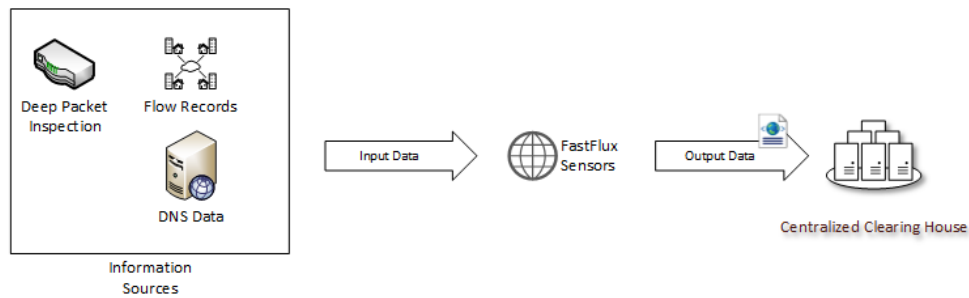 Deep Packet
Inspection
Flow Records
DNS Data
Information
Sources
Input Data
FastFlux
Sensors
Output Data
Centralized Clearing House